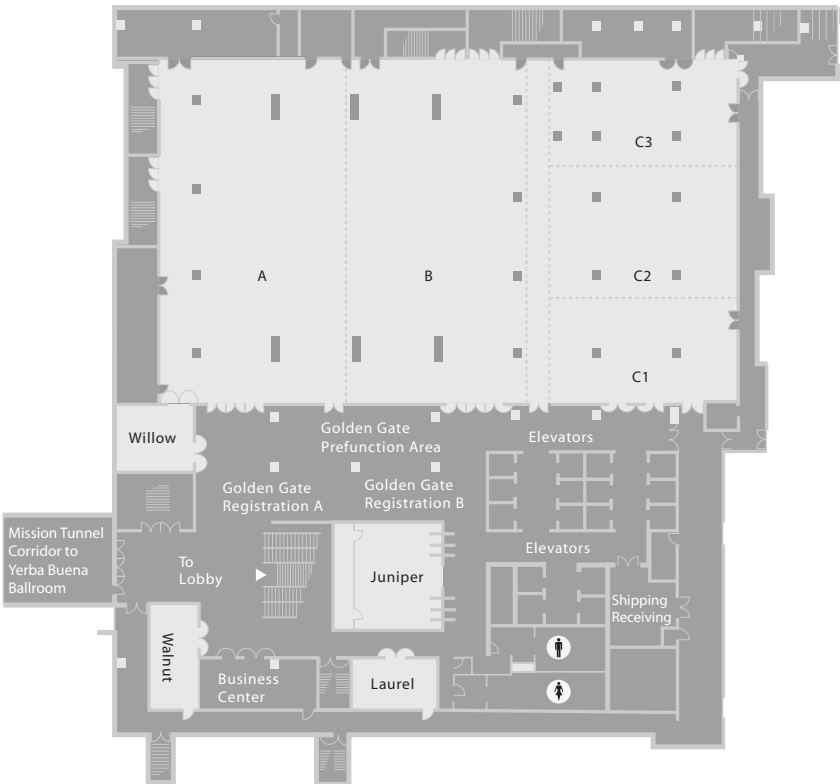 C3
A
B
C2
C1
Willow
Golden Gate
Prefunction Area
Elevators
Golden Gate
Registration A
Golden Gate
Registration B
Mission Tunnel
Corridor to
Yerba Buena
Ballroom
To
Lobby
Elevators
Juniper
Shipping
Receiving
Walnut
Business
Center
Laurel